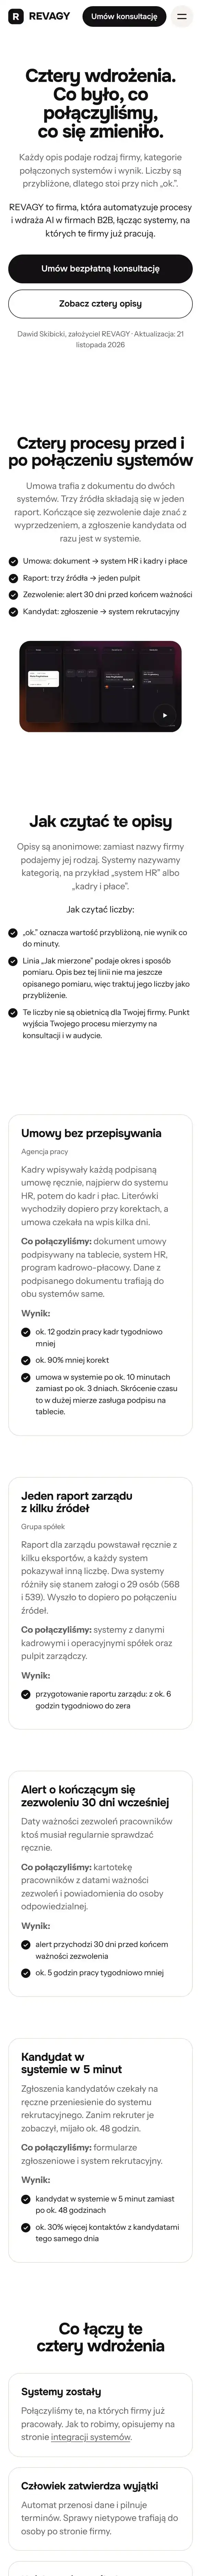 R REVAGY
Umów konsultację
Cztery wdrożenia.
Co było, co
połączyliśmy,
co się zmieniło.
Każdy opis podaje rodzaj firmy, kategorie
połączonych systemów i wynik. Liczby są
przybliżone, dlatego stoi przy nich „ok.”.
REVAGY to firma, która automatyzuje procesy
i wdraża AI w firmach B2B, łącząc systemy, na
których te firmy już pracują.
Umów bezpłatną konsultację
Zobacz cztery opisy
Dawid Skibicki, założyciel REVAGY · Aktualizacja: 21
listopada 2026
Cztery procesy przed i
po połączeniu systemów
Umowa trafia z dokumentu do dwóch
systemów. Trzy źródła składają się w jeden
raport. Kończące się zezwolenie daje znać z
wyprzedzeniem, a zgłoszenie kandydata od
razu jest w systemie.
Umowa: dokument → system HR i kadry i płace
Raport: trzy źródła → jeden pulpit
Zezwolenie: alert 30 dni przed końcem ważności
Kandydat: zgłoszenie → system rekrutacyjny
Jak czytać te opisy
Opisy są anonimowe: zamiast nazwy firmy
podajemy jej rodzaj. Systemy nazywamy
kategorią, na przykład „system HR” albo
„kadry i płace”.
Jak czytać liczby:
„ok.” oznacza wartość przybliżoną, nie wynik co
do minuty.
Linia „Jak mierzone” podaje okres i sposób
pomiaru. Opis bez tej linii nie ma jeszcze
opisanego pomiaru, więc traktuj jego liczby jako
przybliżenie.
Te liczby nie są obietnicą dla Twojej firmy. Punkt
wyjścia Twojego procesu mierzymy na
konsultacji i w audycie.
Umowy bez przepisywania
Agencja pracy
Kadry wpisywały każdą podpisaną
umowę ręcznie, najpierw do systemu
HR, potem do kadr i płac. Literówki
wychodziły dopiero przy korektach, a
umowa czekała na wpis kilka dni.
Co połączyliśmy: dokument umowy
podpisywany na tablecie, system HR,
program kadrowo-płacowy. Dane z
podpisanego dokumentu trafiają do
obu systemów same.
Wynik:
ok. 12 godzin pracy kadr tygodniowo
mniej
ok. 90% mniej korekt
umowa w systemie po ok. 10 minutach
zamiast po ok. 3 dniach. Skrócenie czasu
to w dużej mierze zasługa podpisu na
tablecie.
Jeden raport zarządu
z kilku źródeł
Grupa spółek
Raport dla zarządu powstawał ręcznie z
kilku eksportów, a każdy system
pokazywał inną liczbę. Dwa systemy
różniły się stanem załogi o 29 osób (568
i 539). Wyszło to dopiero po połączeniu
źródeł.
Co połączyliśmy: systemy z danymi
kadrowymi i operacyjnymi spółek oraz
pulpit zarządczy.
Wynik:
przygotowanie raportu zarządu: z ok. 6
godzin tygodniowo do zera
Alert o kończącym się
zezwoleniu 30 dni wcześniej
Daty ważności zezwoleń pracowników
ktoś musiał regularnie sprawdzać
ręcznie.
Co połączyliśmy: kartotekę
pracowników z datami ważności
zezwoleń i powiadomienia do osoby
odpowiedzialnej.
Wynik:
alert przychodzi 30 dni przed końcem
ważności zezwolenia
ok. 5 godzin pracy tygodniowo mniej
Kandydat w
systemie w 5 minut
Zgłoszenia kandydatów czekały na
ręczne przeniesienie do systemu
rekrutacyjnego. Zanim rekruter je
zobaczył, mijało ok. 48 godzin.
Co połączyliśmy: formularze
zgłoszeniowe i system rekrutacyjny.
Wynik:
kandydat w systemie w 5 minut zamiast
po ok. 48 godzinach
ok. 30% więcej kontaktów z kandydatami
tego samego dnia
Co łączy te
cztery wdrożenia
Systemy zostały
Połączyliśmy te, na których firmy już
pracowały. Jak to robimy, opisujemy na
stronie integracji systemów.
Człowiek zatwierdza wyjątki
Automat przenosi dane i pilnuje
terminów. Sprawy nietypowe trafiają do
osoby po stronie firmy.